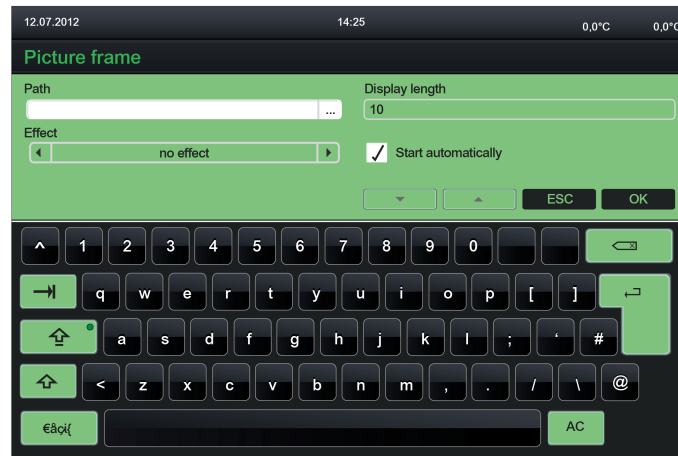 12.07.2012 14:25 0,0°C 0,0°
Picture frame
Path Display length
... 10
Effect
no effect ✓ Start automatically
ESC OK
^ 1 2 3 4 5 6 7 8 9 0
q w e r t y u i o p [ ]
a s d f g h j k l ; ‘ #
< z x c v b n m , . / \ @
€åçï{ AC